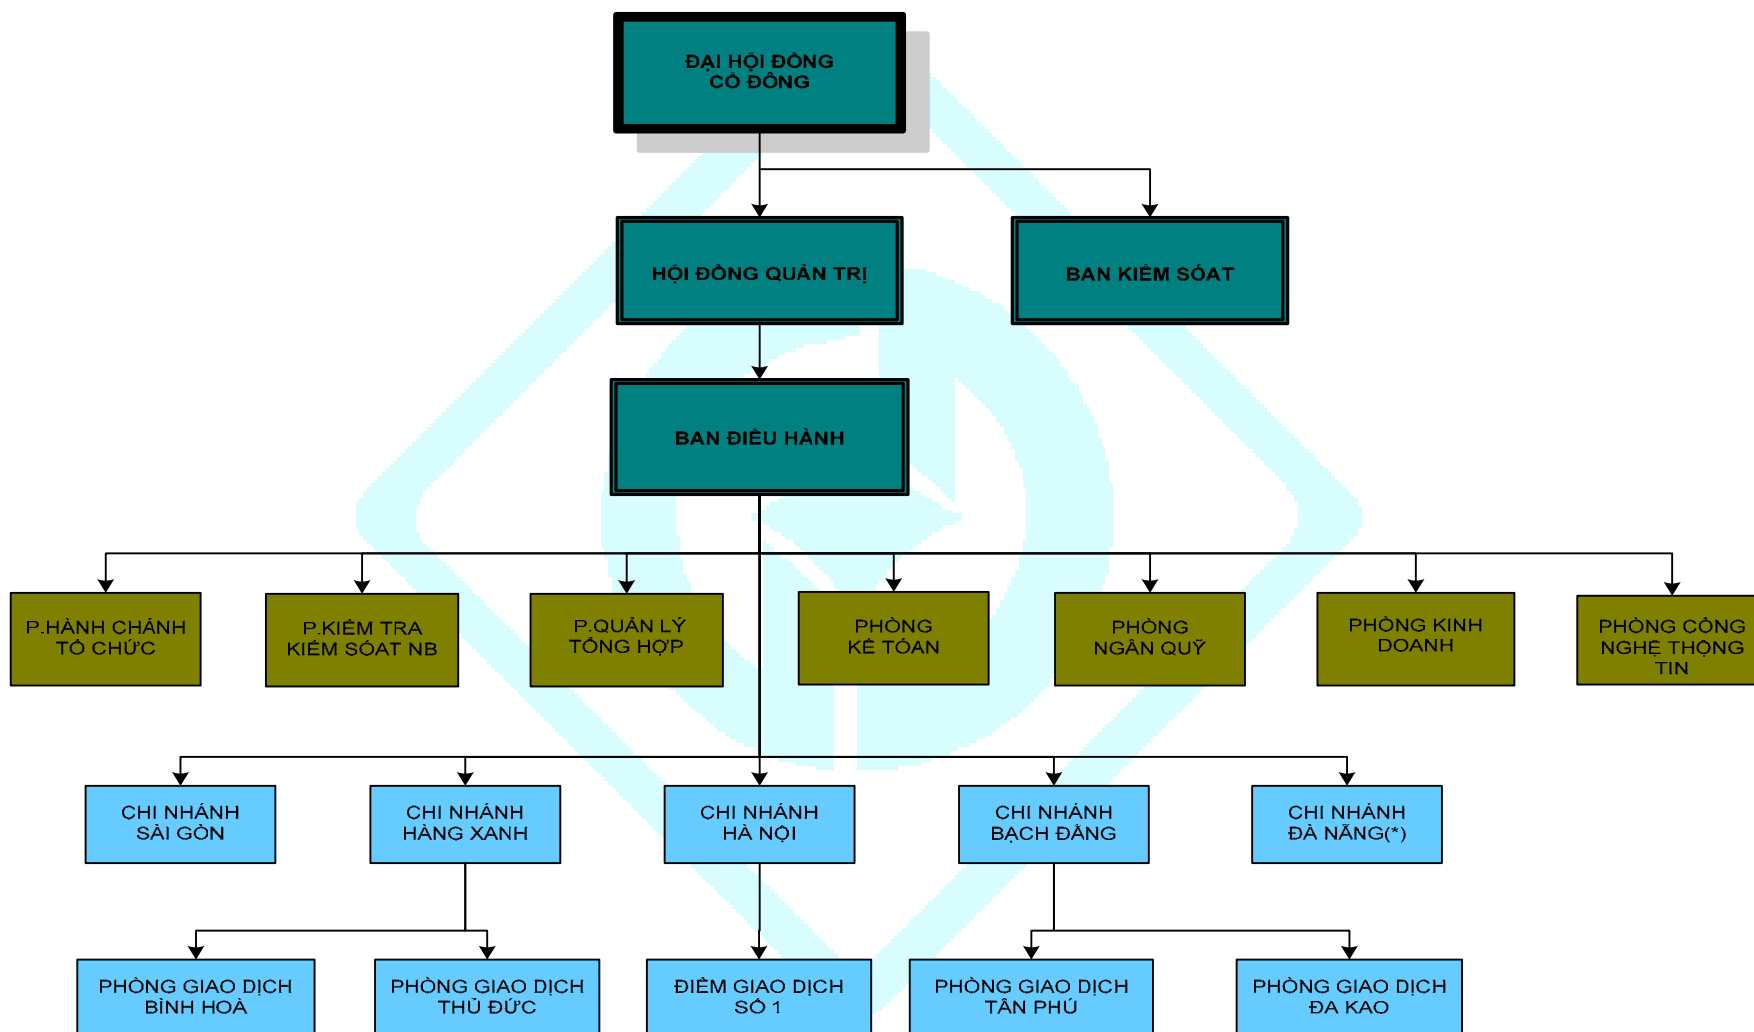 ĐẠI HỘI ĐỒNG
CỔ ĐÔNG
HỘI ĐỒNG QUẢN TRỊ
BAN KIỂM SÓAT
BAN ĐIỀU HÀNH
P.HÀNH CHÁNH
TỔ CHỨC
P.KIỂM TRA
KIỂM SÓAT NB
P.QUẢN LÝ
TỔNG HỢP
PHÒNG
KẾ TÓAN
PHÒNG
NGÂN QUỸ
PHÒNG KINH
DOANH
PHÒNG CÔNG
NGHỆ THỘNG
TIN
CHI NHÁNH
SÀI GÒN
CHI NHÁNH
HÀNG XANH
CHI NHÁNH
HÀ NỘI
CHI NHÁNH
BẠCH ĐẰNG
CHI NHÁNH
ĐÀ NẴNG(*)
PHÒNG GIAO DỊCH
BÌNH HOÀ
PHÒNG GIAO DỊCH
THỦ ĐỨC
ĐIỂM GIAO DỊCH
SỐ 1
PHÒNG GIAO DỊCH
TÂN PHÚ
PHÒNG GIAO DỊCH
ĐA KAO